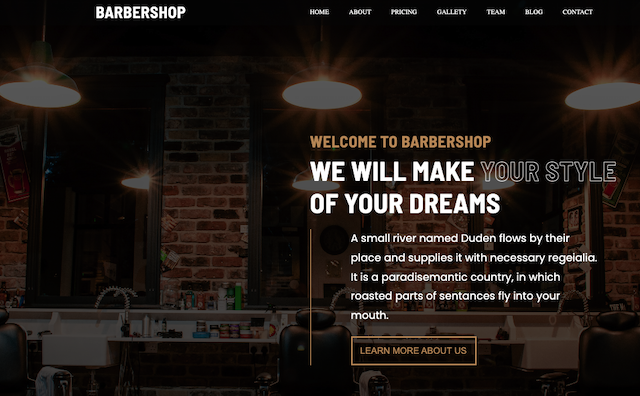 BARBERSHOP
HOME ABOUT PRICING GALLETY TEAM BLOG CONTACT
WELCOME TO BARBERSHOP
WE WILL MAKE YOUR STYLE
OF YOUR DREAMS
A small river named Duden flows by their
place and supplies it with necessary regeialia.
It is a paradisemantic country, in which
roasted parts of sentances fly into your
mouth.
LEARN MORE ABOUT US